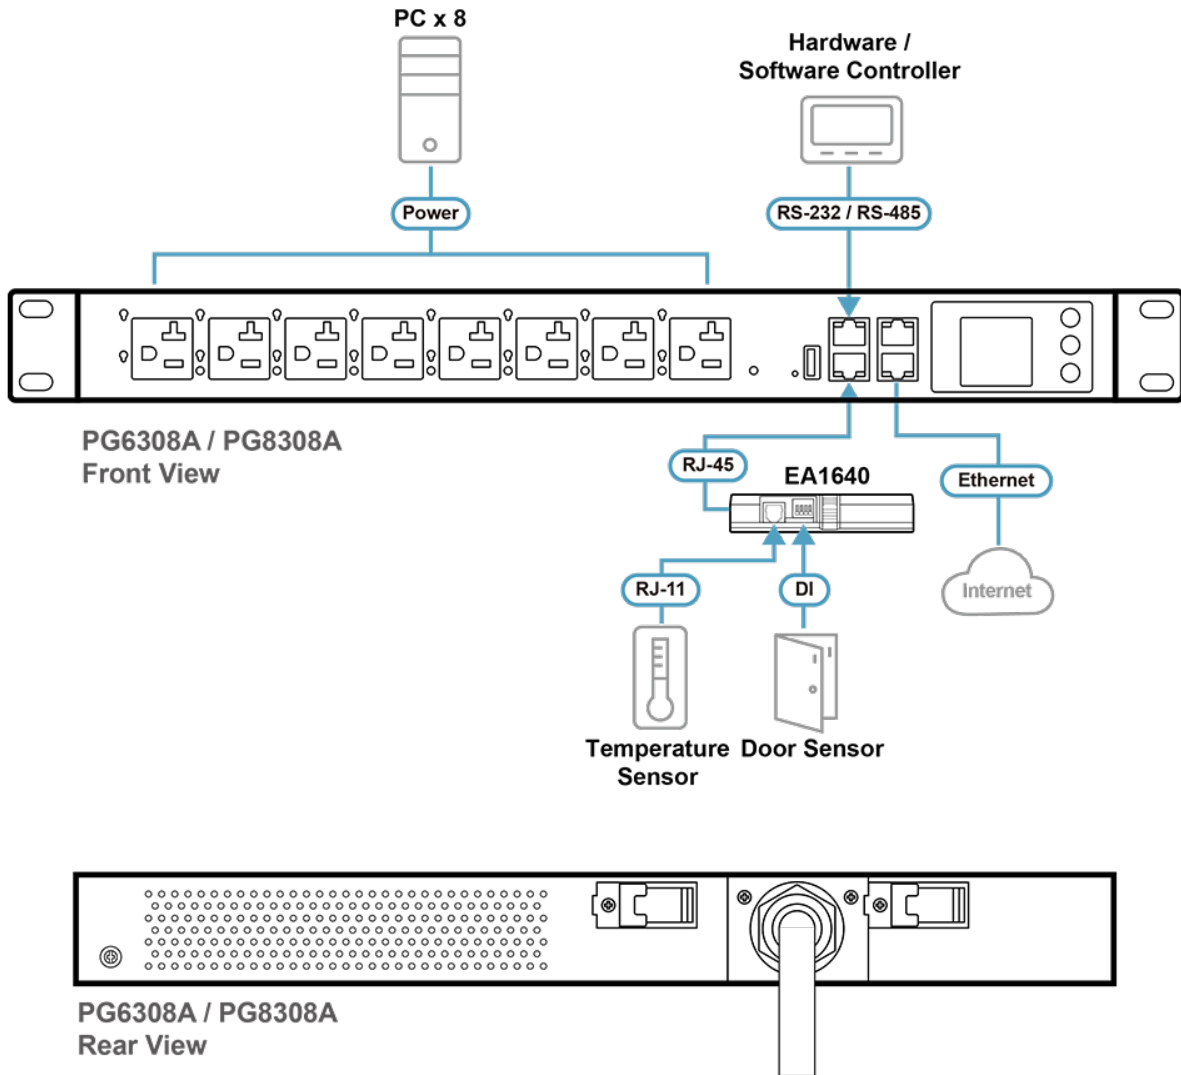 PC x 8
Hardware /
Software Controller
Power
RS-232 / RS-485
PG6308A / PG8308A
Front View
RJ-45
EA1640
Ethernet
RJ-11
DI
Internet
Temperature
Sensor
Door Sensor
PG6308A / PG8308A
Rear View